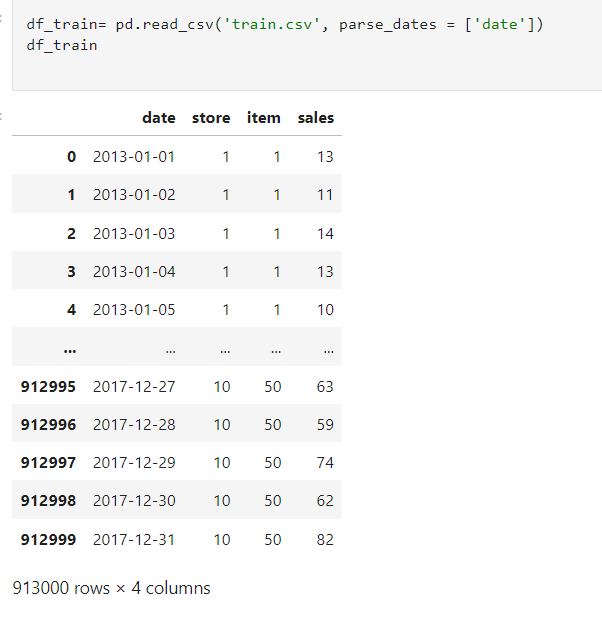 df_train= pd.read_csv('train.csv', parse_dates = ['date'])
df_train
date store item sales
0 2013-01-01 1 1 13
1 2013-01-02 1 1 11
2 2013-01-03 1 1 14
3 2013-01-04 1 1 13
4 2013-01-05 1 1 10
... ... ... ... ...
912995 2017-12-27 10 50 63
912996 2017-12-28 10 50 59
912997 2017-12-29 10 50 74
912998 2017-12-30 10 50 62
912999 2017-12-31 10 50 82
913000 rows × 4 columns